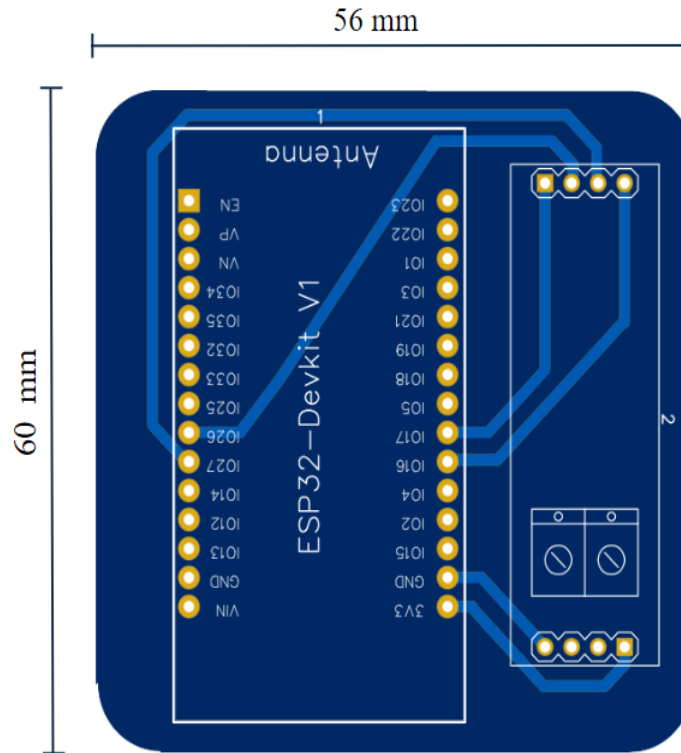 56 mm
60 mm
1
Antenna
EN
VP
VN
IO34
IO35
IO32
IO33
IO25
IO26
IO27
IO14
IO12
IO13
GND
VIN
ESP32-Devkit V1
IO23
IO22
IO1
IO3
IO21
IO19
IO18
IO5
IO17
IO16
IO4
IO2
IO15
GND
3V3
2